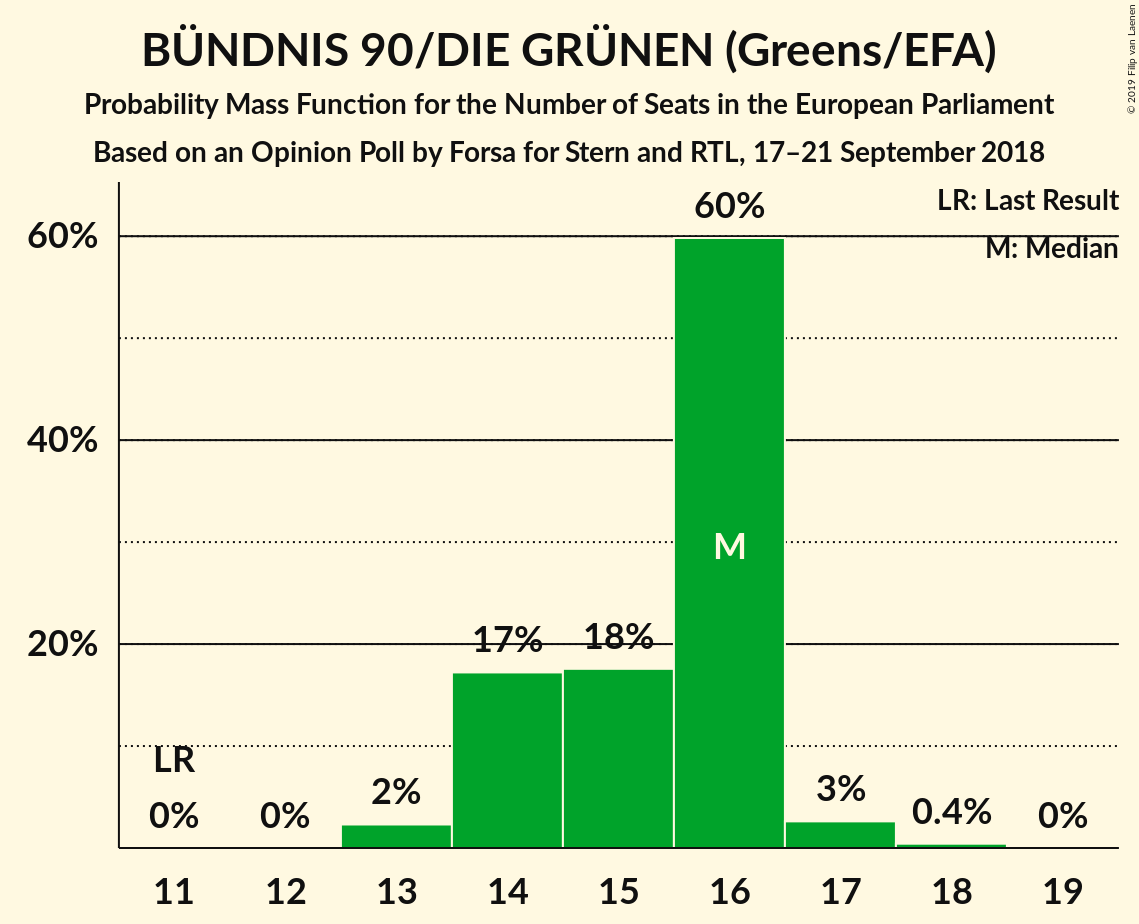 BÜNDNIS 90/DIE GRÜNEN (Greens/EFA)
Probability Mass Function for the Number of Seats in the European Parliament
Based on an Opinion Poll by Forsa for Stern and RTL, 17–21 September 2018
© 2019 Filip van Laenen
LR: Last Result
M: Median
60%
40%
20%
LR
0%
0%
2%
17%
18%
60%
M
3%
0.4%
0%
11 12 13 14 15 16 17 18 19